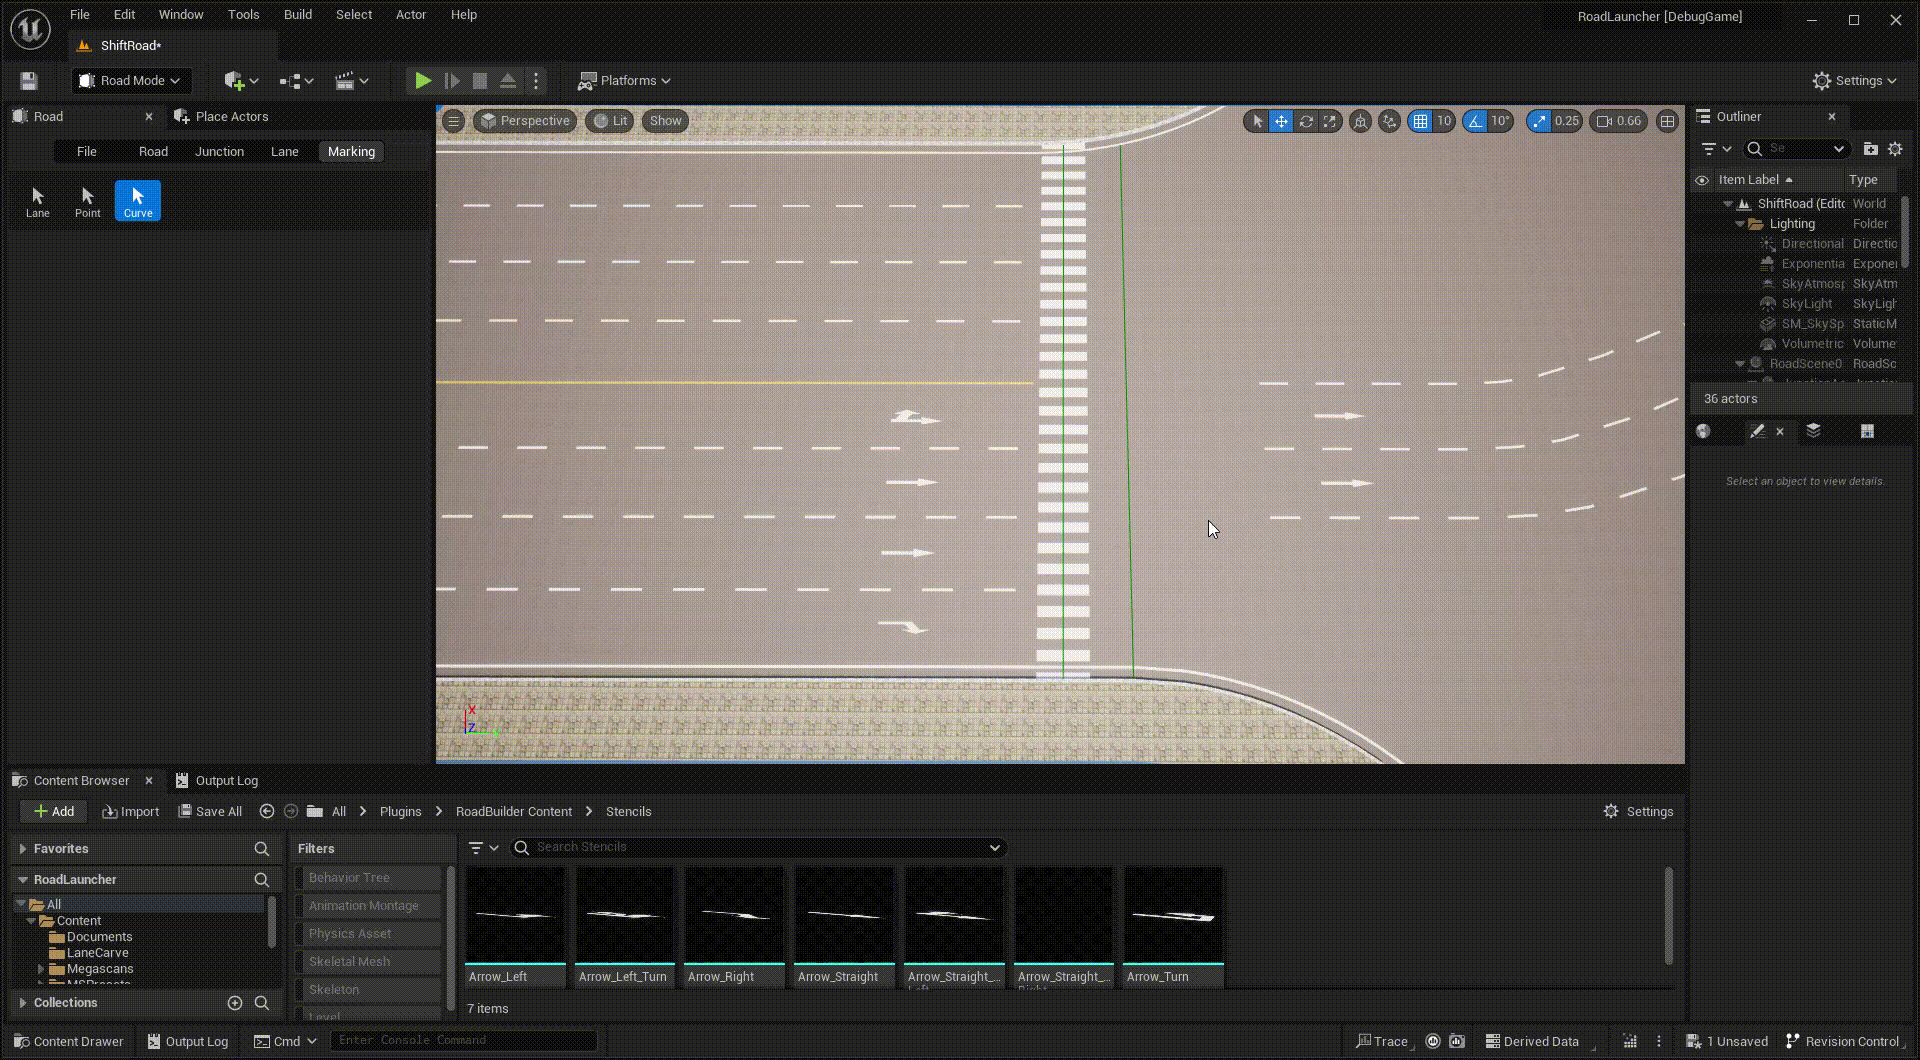 File Edit Window Tools Build Select Actor Help
RoadLauncher [DebugGame]
ShiftRoad*
Road Mode
Platforms
Settings
Road
Place Actors
File Road Junction Lane Marking
Lane Point Curve
Perspective Lit Show
10 10° 0.25 0.66
X
Z
Outliner
Se
Item Label Type
ShiftRoad (Edito World
Lighting Folder
Directional Directio
Exponentia Exponen
SkyAtmosp SkyAtm
SkyLight SkyLigh
SM_SkySp StaticM
Volumetric Volume
RoadScene0 RoadSc
36 actors
Select an object to view details.
Content Browser
Output Log
Add Import Save All All Plugins RoadBuilder Content Stencils
Settings
Favorites
RoadLauncher
All
Content
Documents
LaneCarve
Megascans
MSPresets
Collections
Filters
Behavior Tree
Animation Montage
Physics Asset
Skeletal Mesh
Skeleton
Level
Search Stencils
Arrow_Left Arrow_Left_Turn Arrow_Right Arrow_Straight Arrow_Straight_... Arrow_Straight_... Arrow_Turn
Left Right
7 items
Content Drawer Output Log Cmd Enter Console Command
Trace Derived Data 1 Unsaved Revision Control